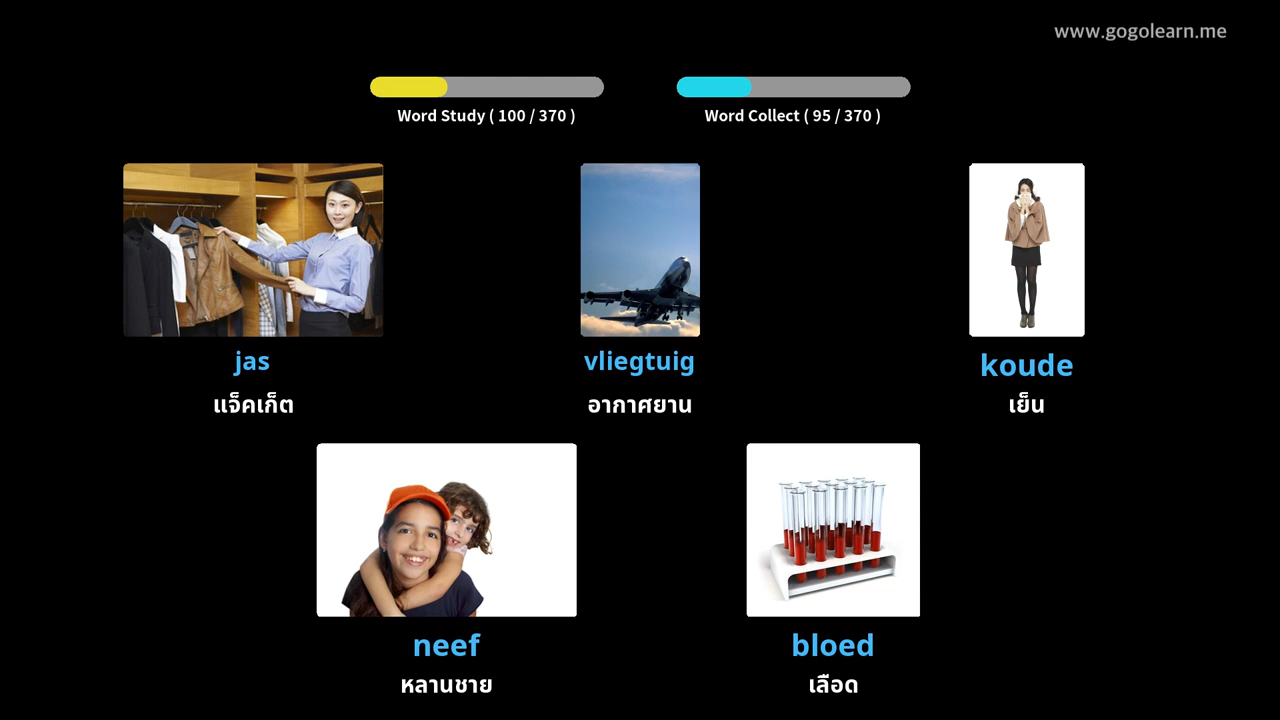 www.gogolearn.me
Word Study ( 100 / 370 )
Word Collect ( 95 / 370 )
jas
vliegtuig
koude
แจ็คเก็ต
อากาศยาน
เย็น
neef
bloed
หลานชาย
เลือด